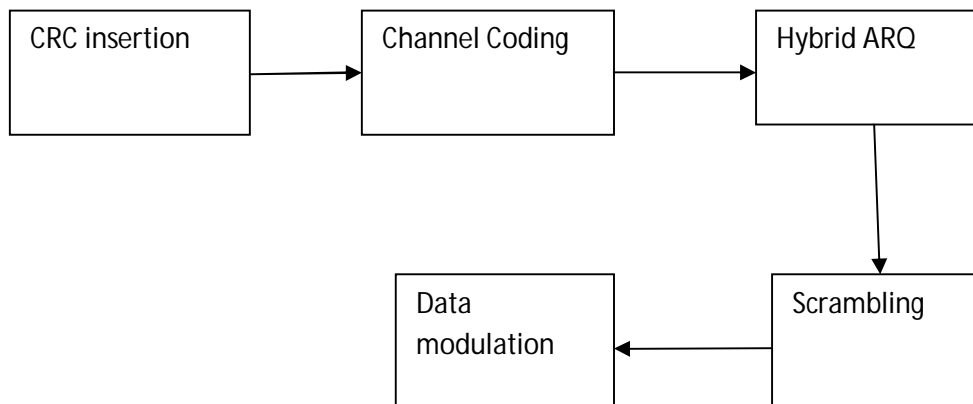 CRC insertion
Channel Coding
Hybrid ARQ
Scrambling
Data
modulation